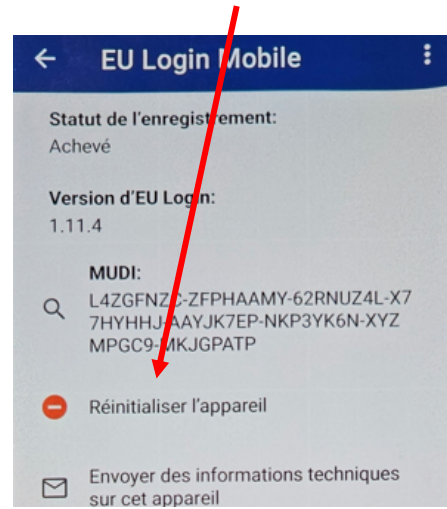 EU Login Mobile
Statut de l'enregistrement:
Achevé
Version d'EU Login:
1.11.4
MUDI:
L4ZGFNZC-ZFPHAAMY-62RNUZ4L-X7
7HYHHJ-AAYJK7EP-NKP3YK6N-XYZ
MPGC9-MKJGPATP
Réinitialiser l'appareil
Envoyer des informations techniques
sur cet appareil